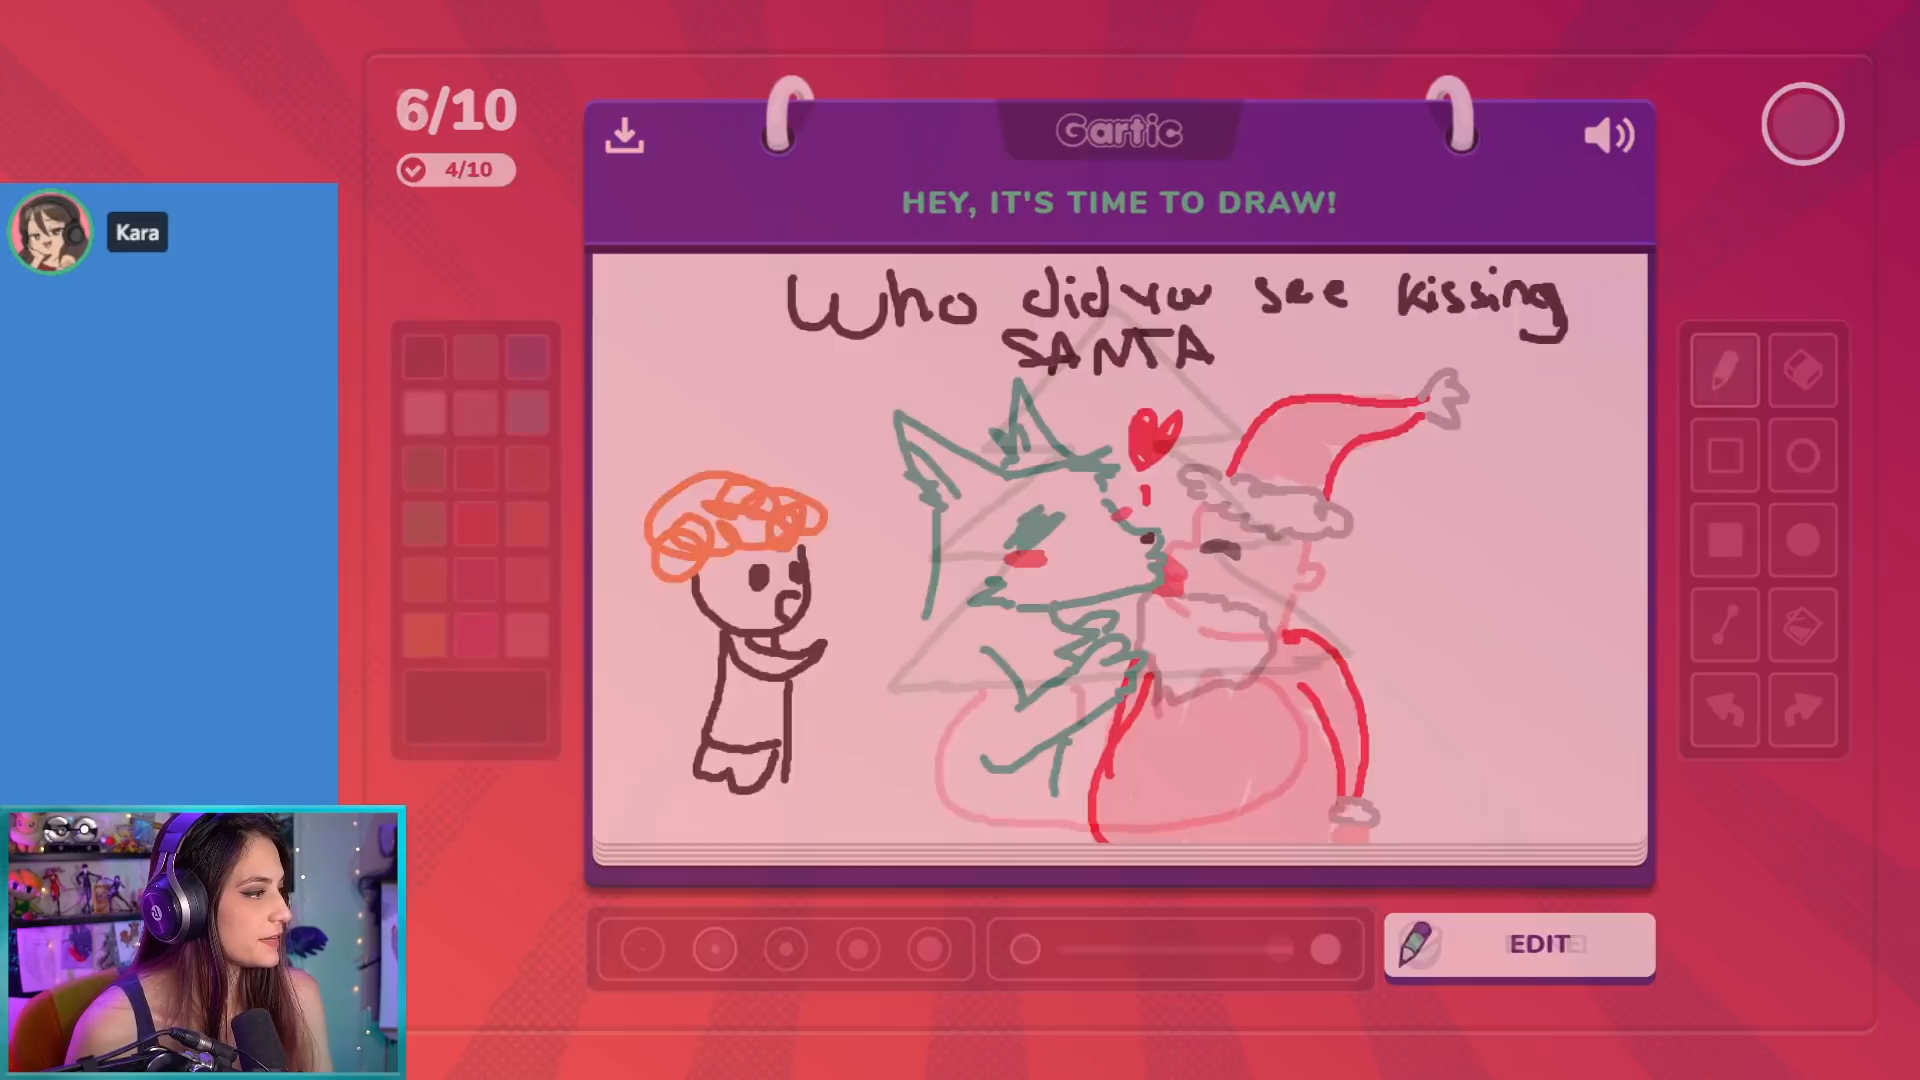 6/10
4/10
Gartic
HEY, IT'S TIME TO DRAW!
Kara
Who did you see kissing
SANTA
EDIT